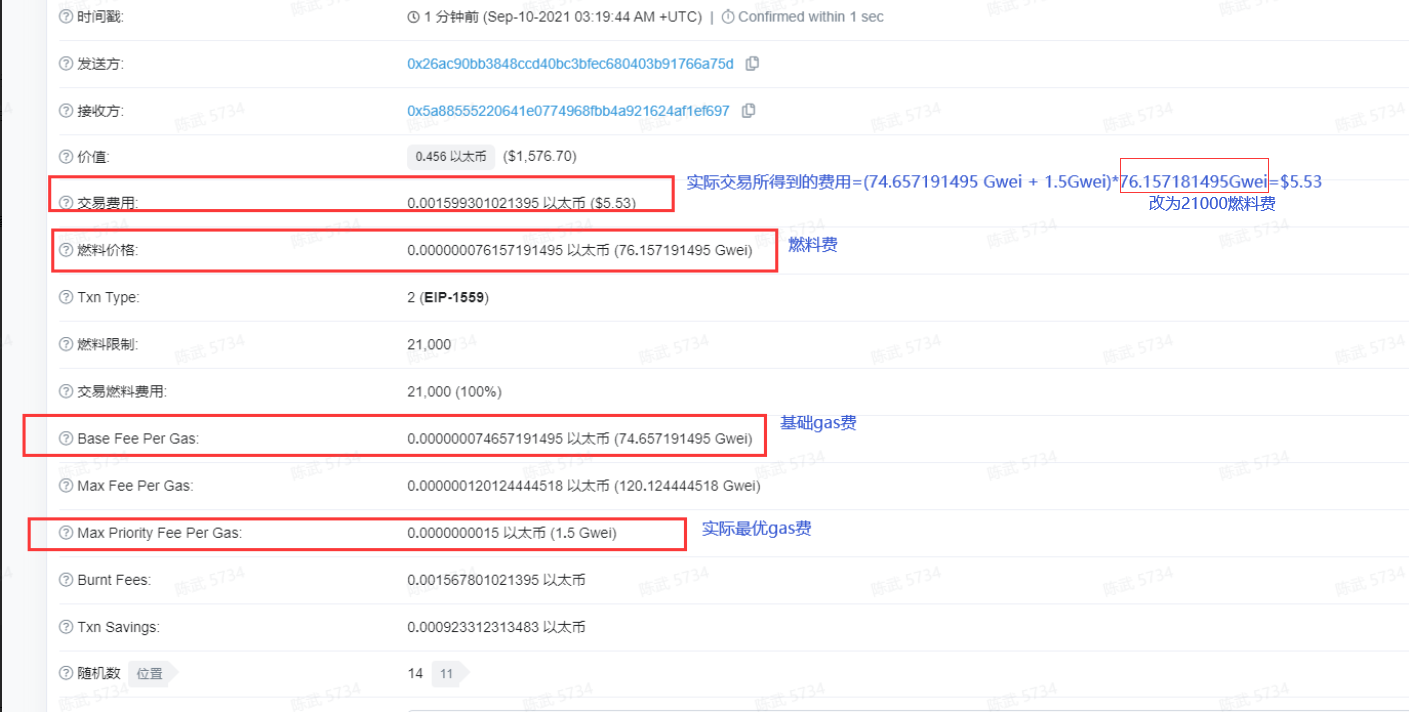 时间戳: 1 分钟前 (Sep-10-2021 03:19:44 AM +UTC) | Confirmed within 1 sec
发送方: 0x26ac90bb3848ccd40bc3bfec680403b91766a75d
接收方: 0x5a88555220641e0774968fbb4a921624af1ef697
价值: 0.456 以太币 ($1,576.70)
实际交易所得到的费用=(74.657191495 Gwei + 1.5Gwei)*76.157181495Gwei=$5.53
交易费用: 0.001599301021395 以太币 ($5.53)
改为21000燃料费
燃料价格: 0.000000076157191495 以太币 (76.157191495 Gwei) 燃料费
Txn Type: 2 (EIP-1559)
燃料限制: 21,000
交易燃料费用: 21,000 (100%)
基础gas费
Base Fee Per Gas: 0.000000074657191495 以太币 (74.657191495 Gwei)
Max Fee Per Gas: 0.000000120124444518 以太币 (120.124444518 Gwei)
Max Priority Fee Per Gas: 0.0000000015 以太币 (1.5 Gwei) 实际最优gas费
Burnt Fees: 0.001567801021395 以太币
Txn Savings: 0.000923312313483 以太币
随机数 位置 14 11
陈武 5734